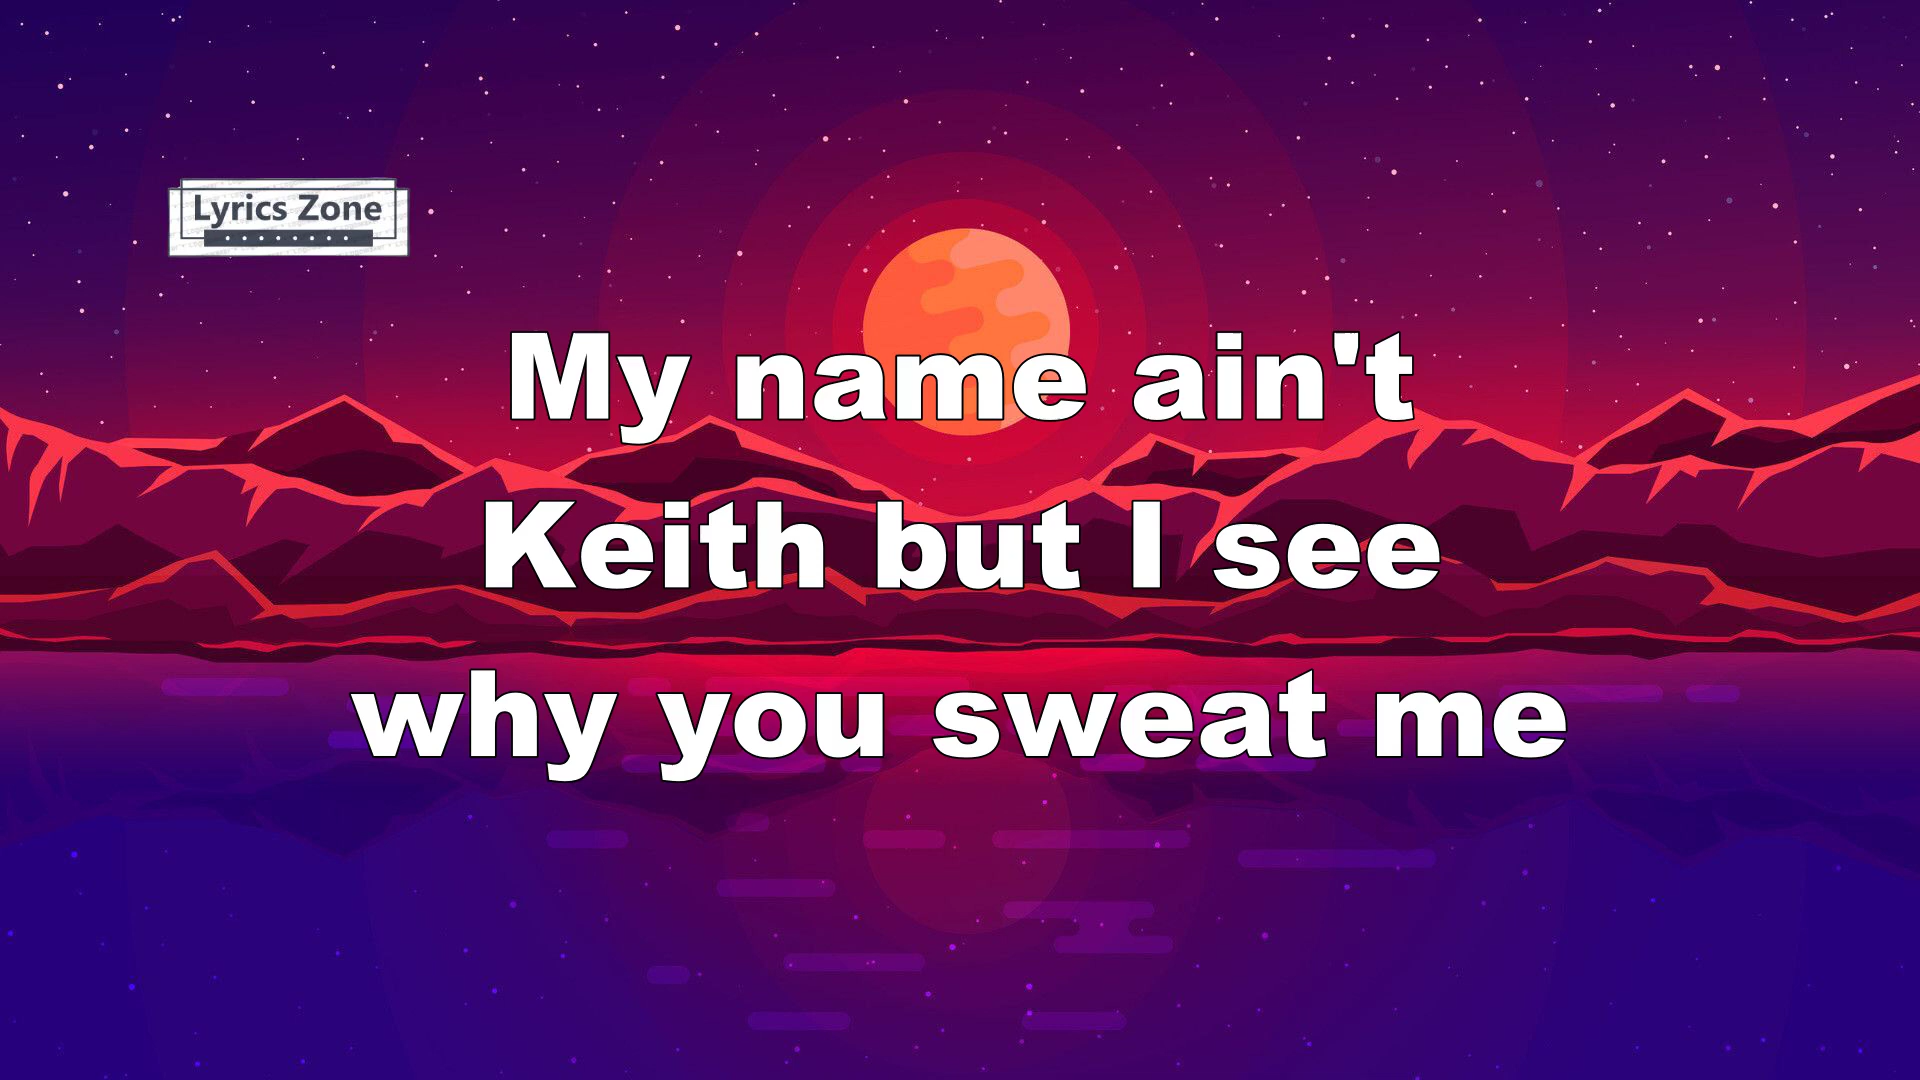 Lyrics Zone
My name ain't
Keith but I see
why you sweat me